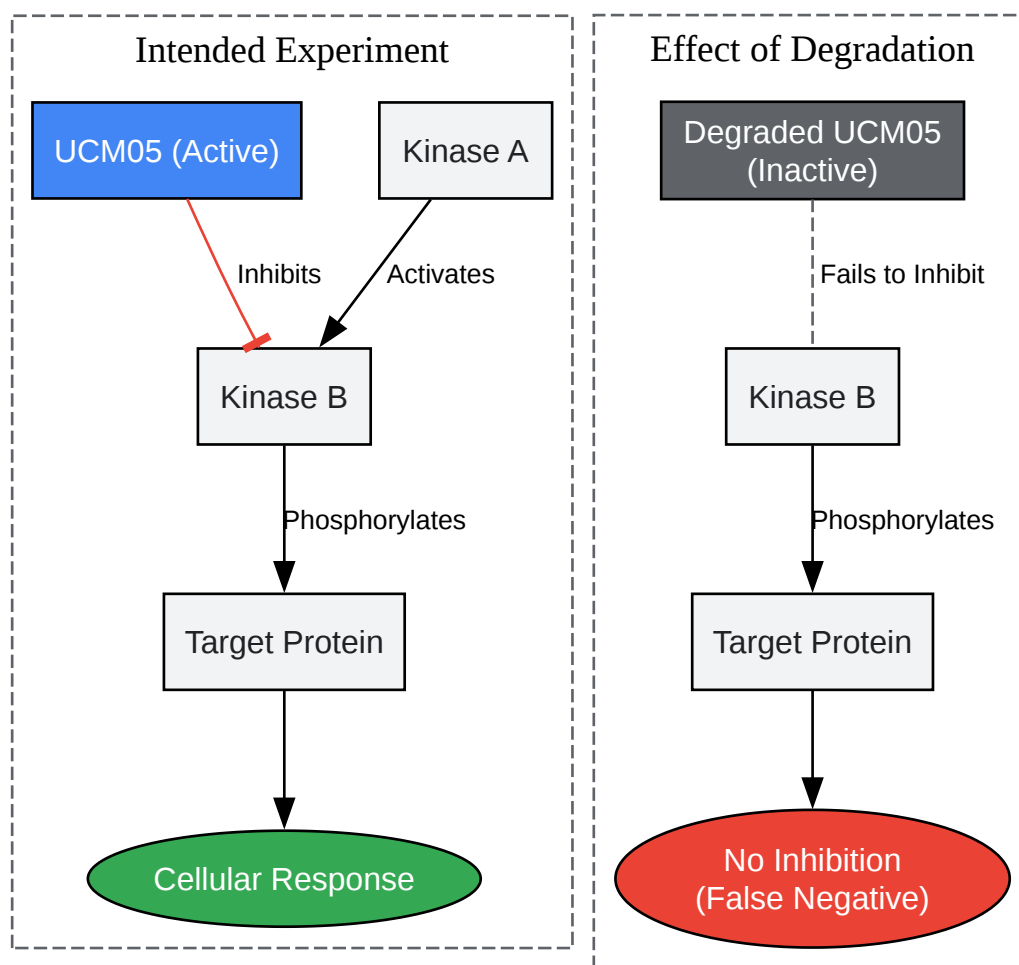 Intended Experiment
UCM05 (Active)
Kinase A
Inhibits
Activates
Kinase B
Phosphorylates
Target Protein
Cellular Response
Effect of Degradation
Degraded UCM05
(Inactive)
Fails to Inhibit
Kinase B
Phosphorylates
Target Protein
No Inhibition
(False Negative)